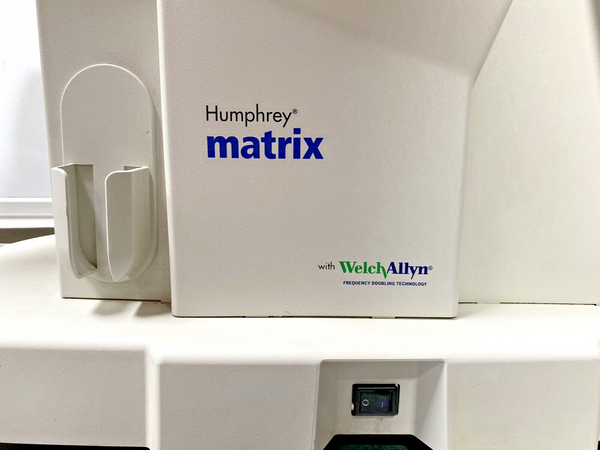 Humphrey®
matrix
with WelchAllyn®
FREQUENCY DOUBLING TECHNOLOGY
O I